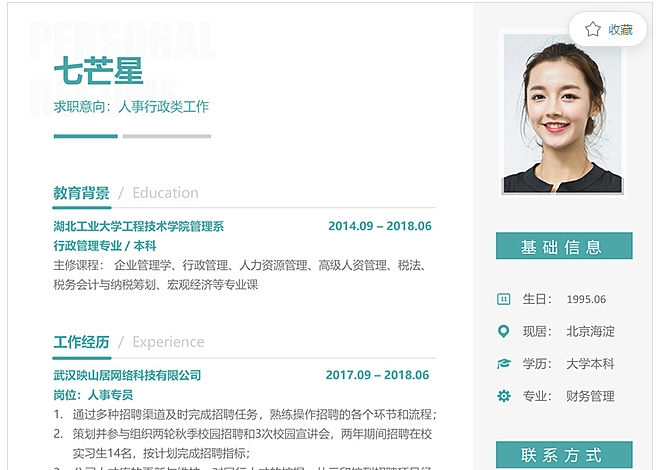 收藏
PERSONAL
七芒星
求职意向：人事行政类工作
教育背景 / Education
湖北工业大学工程技术学院管理系 2014.09 – 2018.06
行政管理专业 / 本科
主修课程： 企业管理学、行政管理、人力资源管理、高级人资管理、税法、
税务会计与纳税筹划、宏观经济等专业课
工作经历 / Experience
武汉映山居网络科技有限公司 2017.09 – 2018.06
岗位：人事专员
1. 通过多种招聘渠道及时完成招聘任务，熟练操作招聘的各个环节和流程；
2. 策划并参与组织两轮秋季校园招聘和3次校园宣讲会，两年期间招聘在校
实习生14名，按计划完成招聘指标；
基础信息
生日： 1995.06
现居： 北京海淀
学历： 大学本科
专业： 财务管理
联系方式